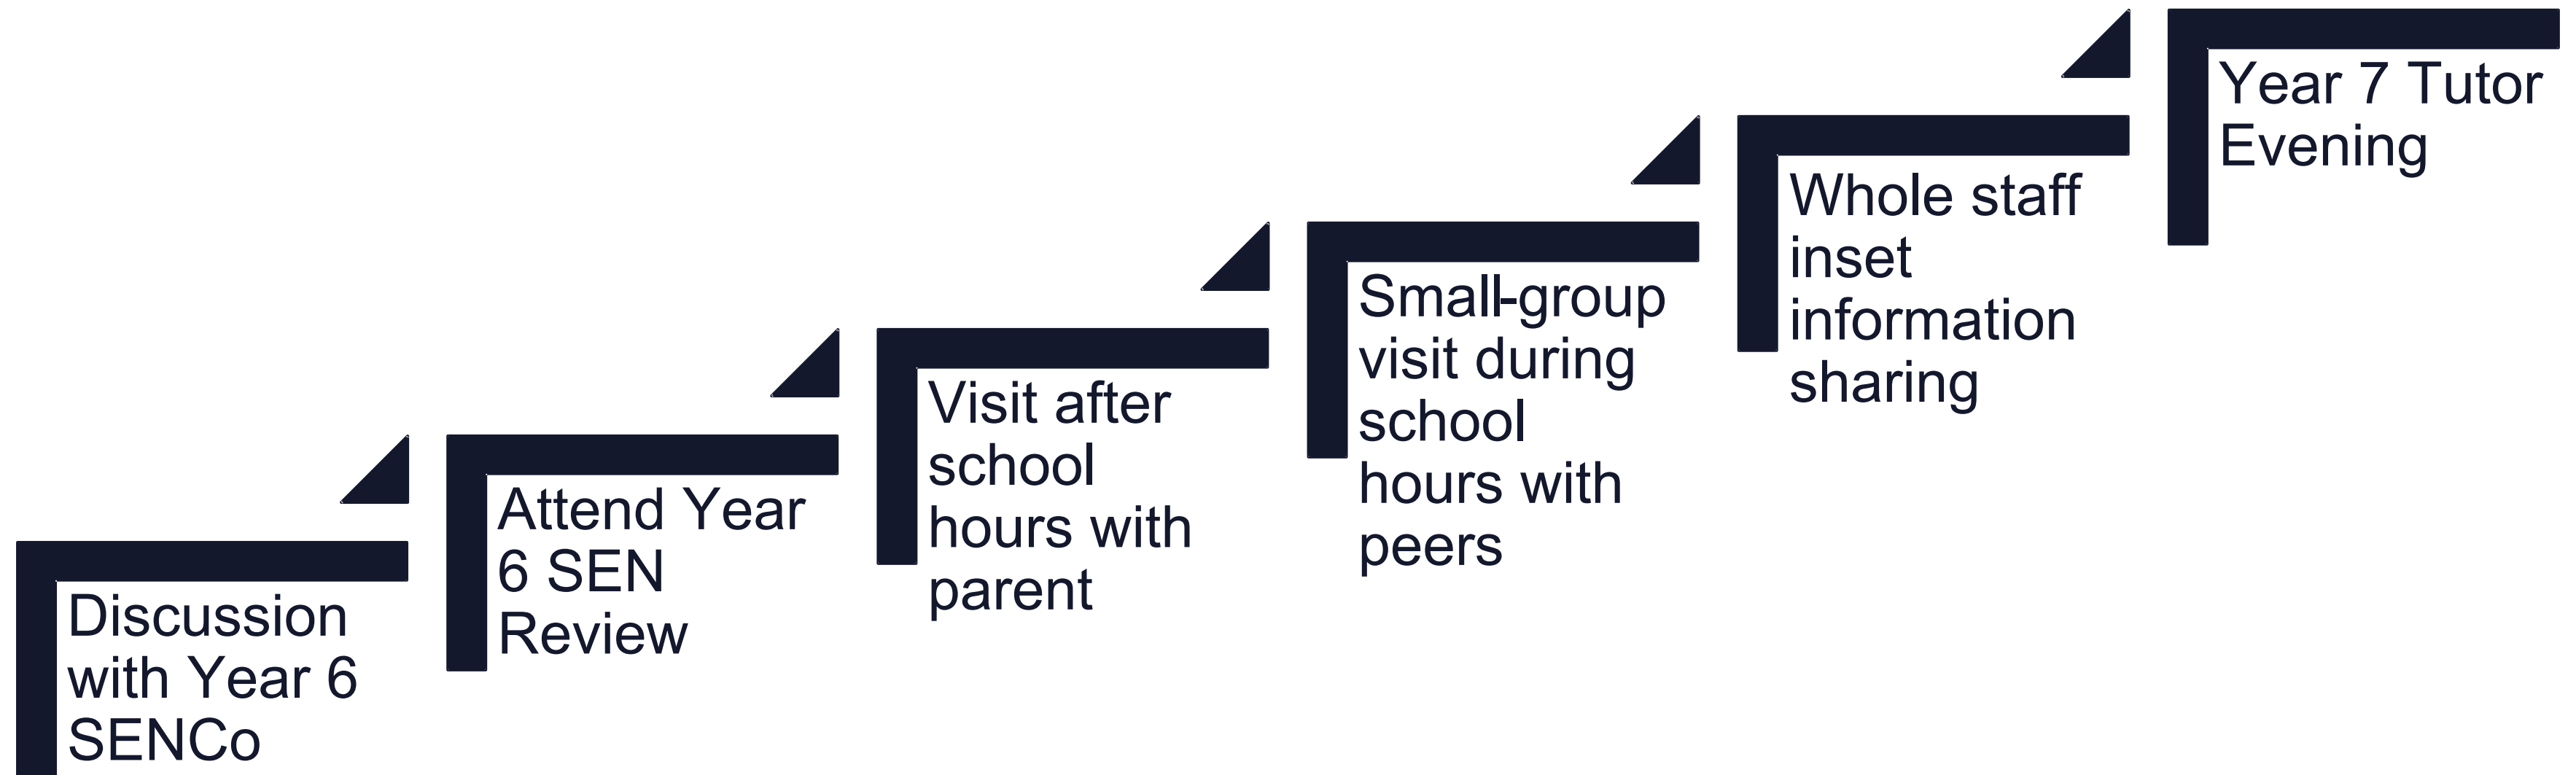 Discussion
with Year 6
SENCo
Attend Year
6 SEN
Review
Visit after
school
hours with
parent
Small-group
visit during
school
hours with
peers
Whole staff
inset
information
sharing
Year 7 Tutor
Evening